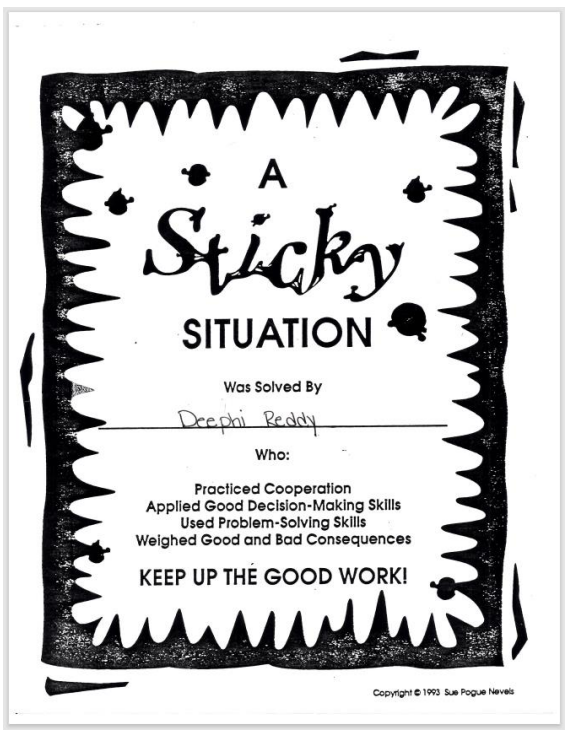 A
Sticky
SITUATION
Was Solved By
Deephi Reddy
Who:
Practiced Cooperation
Applied Good Decision-Making Skills
Used Problem-Solving Skills
Weighed Good and Bad Consequences
KEEP UP THE GOOD WORK!
Copyright © 1993 Sue Pogue Nevels